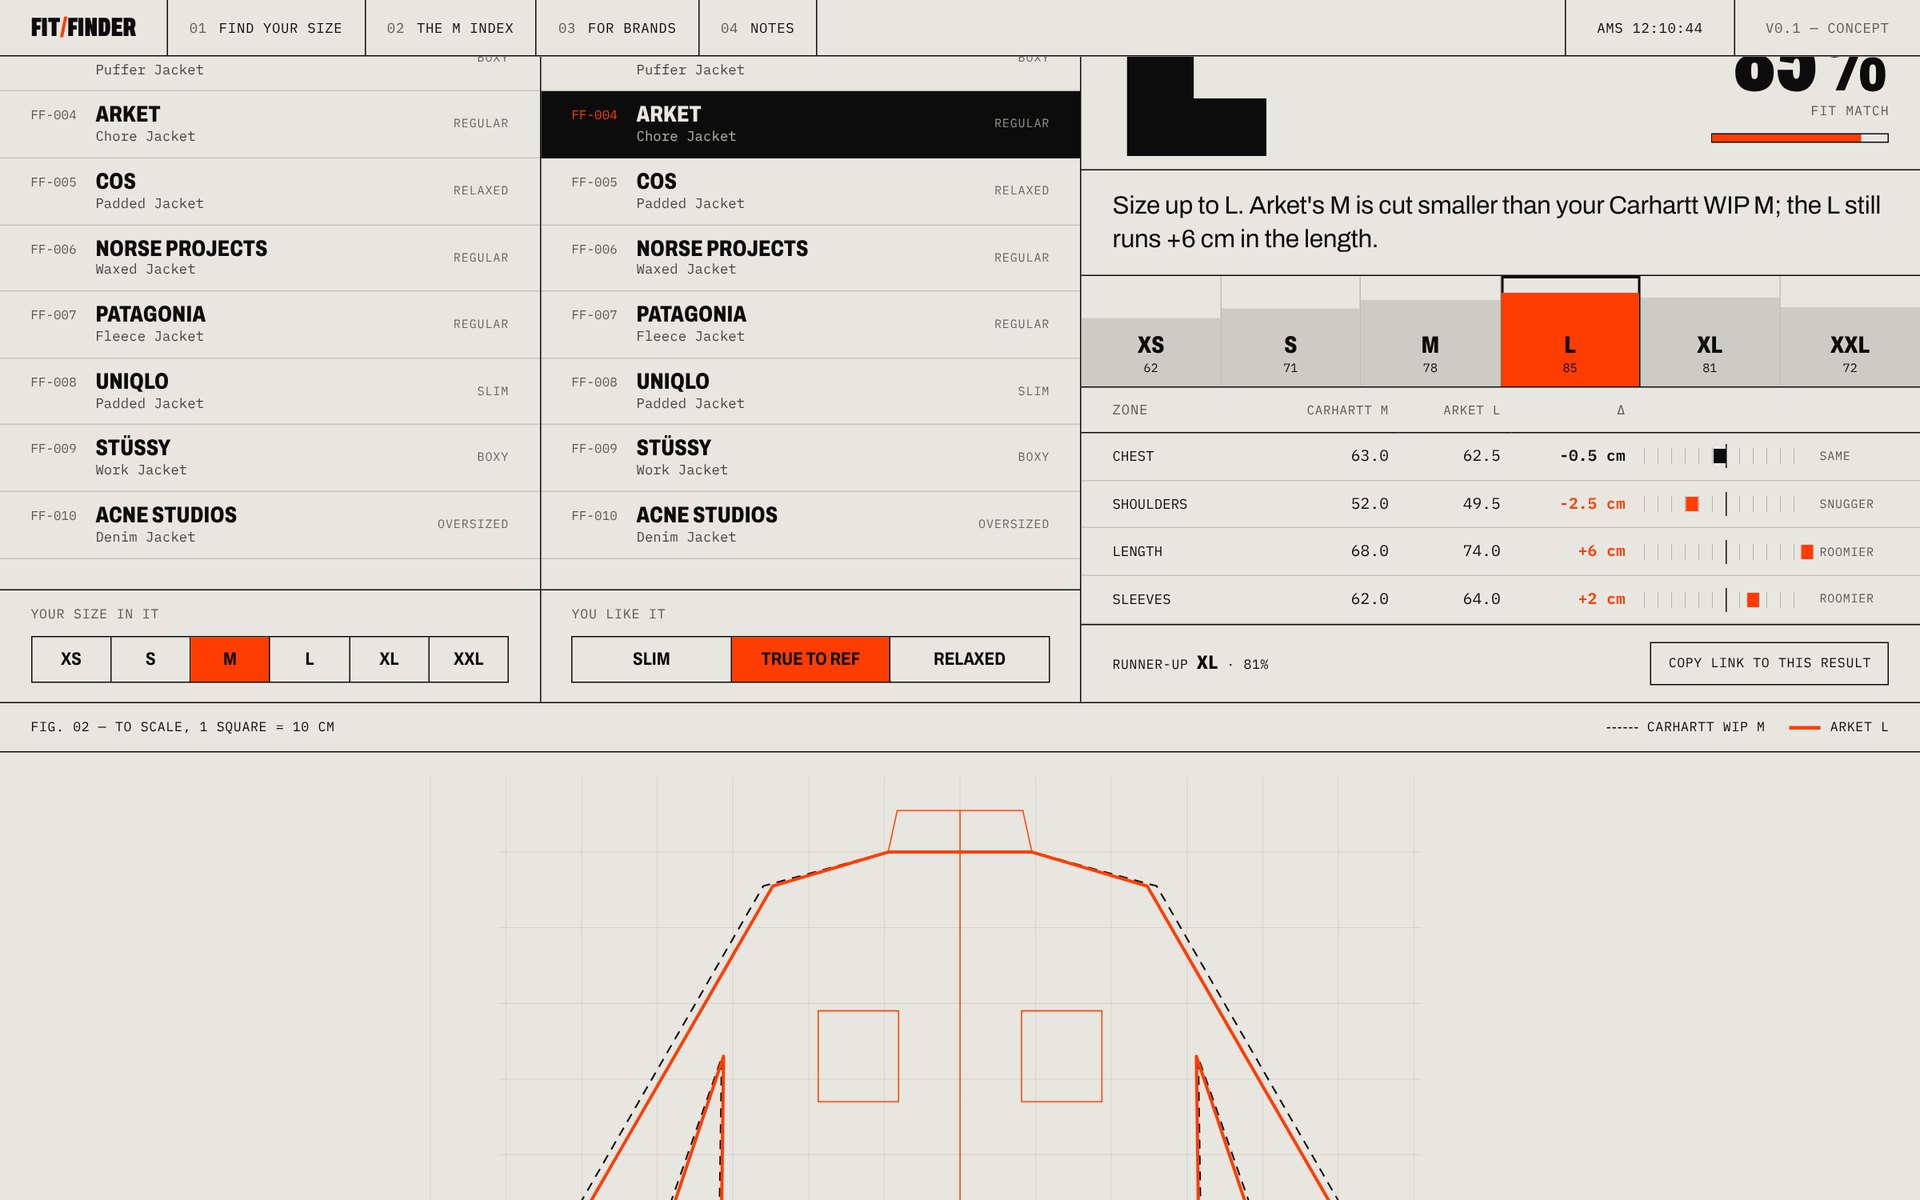 FIT/FINDER
01 FIND YOUR SIZE
02 THE M INDEX
03 FOR BRANDS
04 NOTES
AMS 12:10:44
V0.1 — CONCEPT
BOXY
Puffer Jacket
FF-004 ARKET
Chore Jacket
REGULAR
FF-005 COS
Padded Jacket
RELAXED
FF-006 NORSE PROJECTS
Waxed Jacket
REGULAR
FF-007 PATAGONIA
Fleece Jacket
REGULAR
FF-008 UNIQLO
Padded Jacket
SLIM
FF-009 STÜSSY
Work Jacket
BOXY
FF-010 ACNE STUDIOS
Denim Jacket
OVERSIZED
YOUR SIZE IN IT
XS S M L XL XXL
BOXY
Puffer Jacket
FF-004 ARKET
Chore Jacket
REGULAR
FF-005 COS
Padded Jacket
RELAXED
FF-006 NORSE PROJECTS
Waxed Jacket
REGULAR
FF-007 PATAGONIA
Fleece Jacket
REGULAR
FF-008 UNIQLO
Padded Jacket
SLIM
FF-009 STÜSSY
Work Jacket
BOXY
FF-010 ACNE STUDIOS
Denim Jacket
OVERSIZED
YOU LIKE IT
SLIM TRUE TO REF RELAXED
L
85 %
FIT MATCH
Size up to L. Arket's M is cut smaller than your Carhartt WIP M; the L still
runs +6 cm in the length.
XS S M L XL XXL
62 71 78 85 81 72
ZONE CARHARTT M ARKET L Δ
CHEST 63.0 62.5 -0.5 cm SAME
SHOULDERS 52.0 49.5 -2.5 cm SNUGGER
LENGTH 68.0 74.0 +6 cm ROOMIER
SLEEVES 62.0 64.0 +2 cm ROOMIER
RUNNER-UP XL · 81%
COPY LINK TO THIS RESULT
FIG. 02 — TO SCALE, 1 SQUARE = 10 CM
CARHARTT WIP M
ARKET L